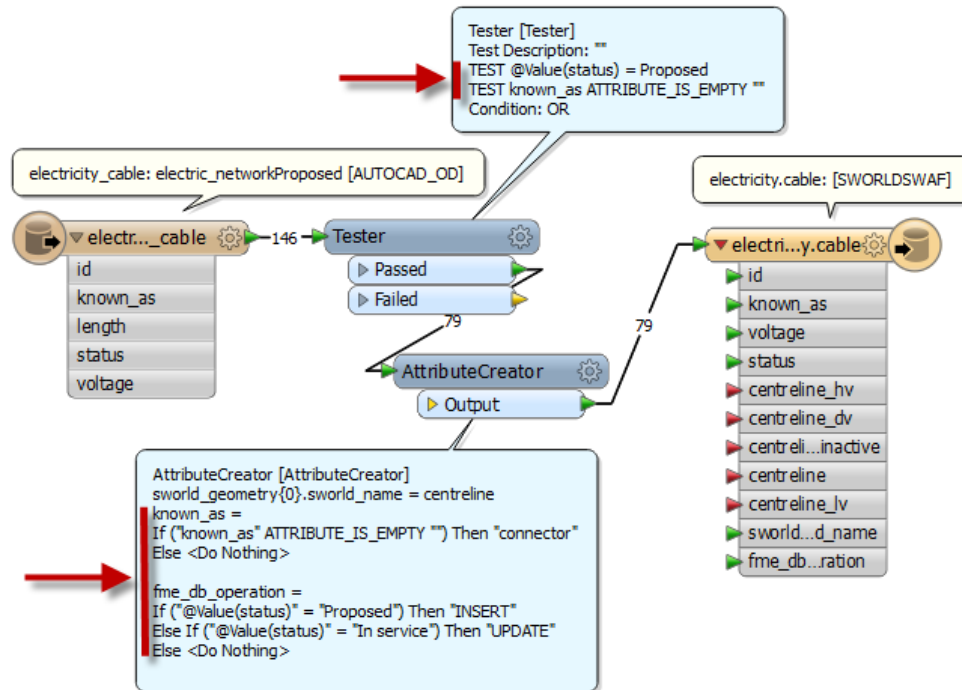 Tester [Tester]
Test Description: ""
TEST @Value(status) = Proposed
TEST known_as ATTRIBUTE_IS_EMPTY ""
Condition: OR
electricity_cable: electric_networkProposed [AUTOCAD_OD]
electricity.cable: [SWORLDSWAF]
electr..._cable
146
Tester
electri...y.cable
id
known_as
length
status
voltage
Passed
Failed
79
79
AttributeCreator
Output
id
known_as
voltage
status
centreline_hv
centreline_dv
centreli...inactive
centreline
centreline_lv
sworld...d_name
fme_db...ration
AttributeCreator [AttributeCreator]
sworld_geometry{0}.sworld_name = centreline
known_as =
If ("known_as" ATTRIBUTE_IS_EMPTY "") Then "connector"
Else <Do Nothing>
fme_db_operation =
If ("@Value(status)" = "Proposed") Then "INSERT"
Else If ("@Value(status)" = "In service") Then "UPDATE"
Else <Do Nothing>